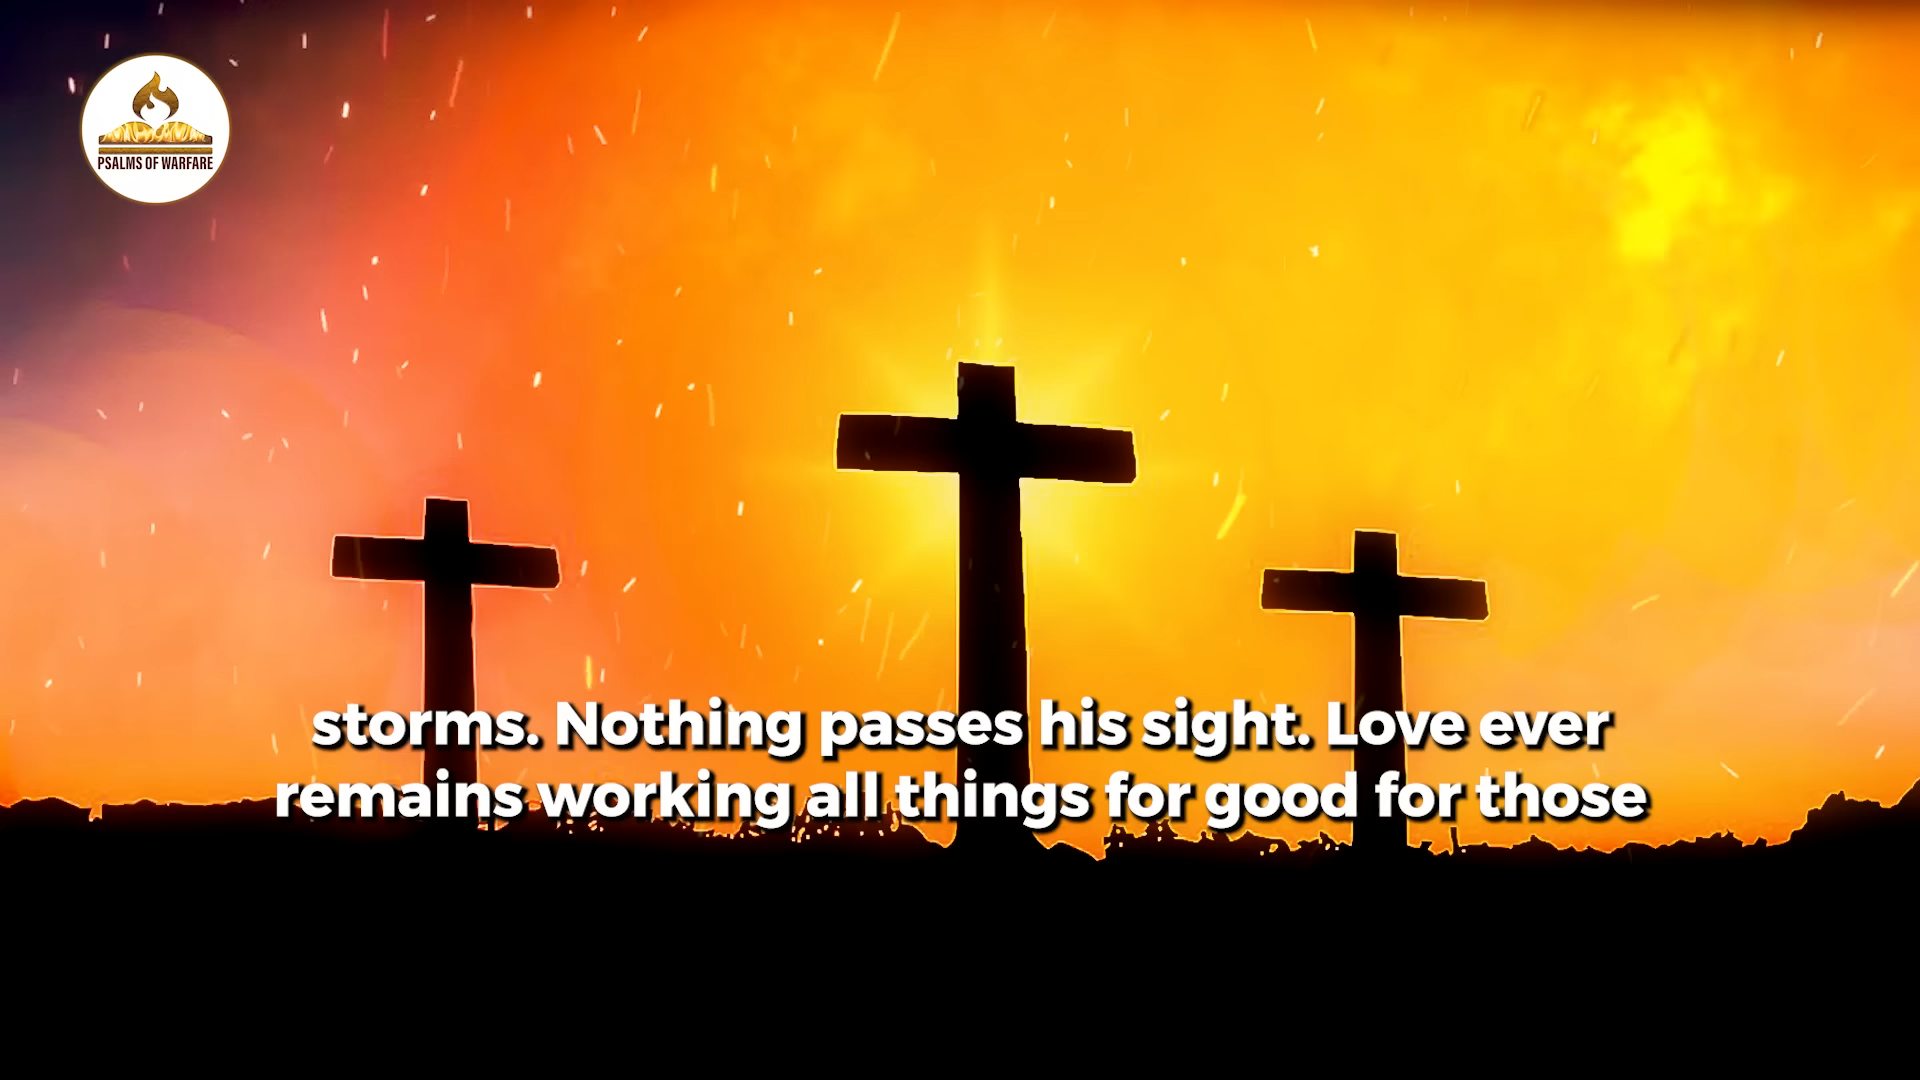 PSALMS OF WARFARE
storms. Nothing passes his sight. Love ever
remains working all things for good for those